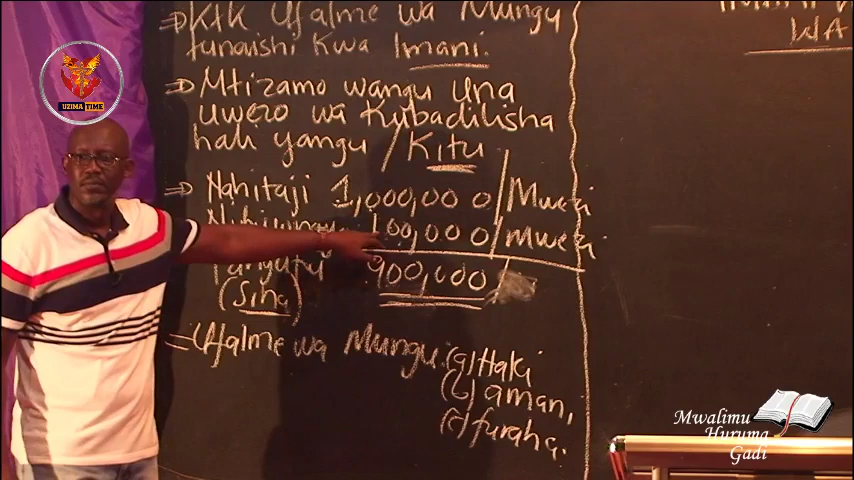 ⇒ Ktk Ufalme wa Mungu
tunaishi kwa Imani.
⇒ Mtizamo wangu una
uwezo wa kubadilisha
hali yangu / Kitu
⇒ Nahitaji 1,000,000/Mwezi
100,000/Mwezi
900,000/
(Sina)
= Ufalme wa Mungu: (a) Haki
(b) amani,
(c) furaha.
WA
UZIMA TIME
Mwalimu
Huruma
Gadi